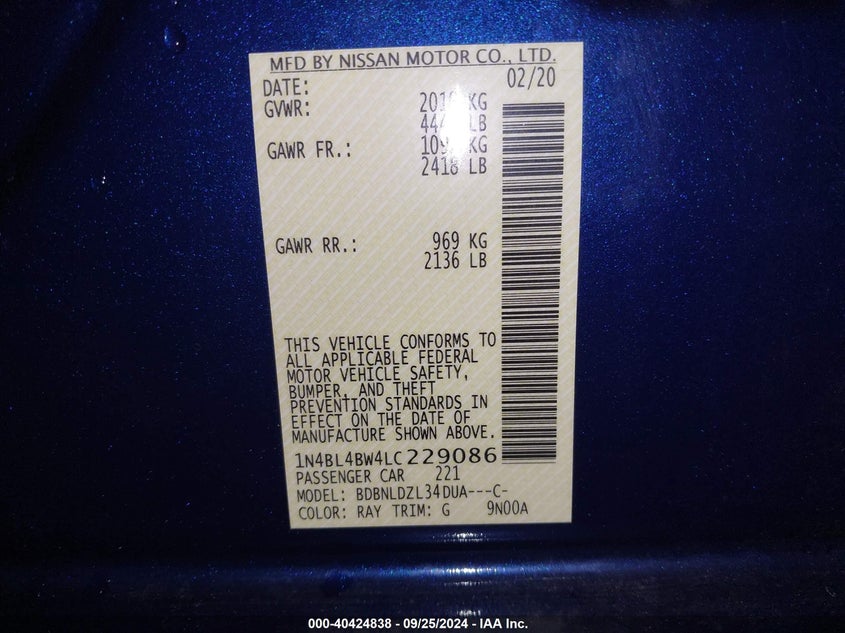 MFD BY NISSAN MOTOR CO., LTD.
DATE: 02/20
GVWR: KG
LB
GAWR FR.: KG
2418 LB
GAWR RR.: 969 KG
2136 LB
THIS VEHICLE CONFORMS TO
ALL APPLICABLE FEDERAL
MOTOR VEHICLE SAFETY,
BUMPER, AND THEFT
PREVENTION STANDARDS IN
EFFECT ON THE DATE OF
MANUFACTURE SHOWN ABOVE.
1N4BL4BW4LC229086
PASSENGER CAR 221
MODEL: BDBNLDZL34DUA---C-
COLOR: RAY TRIM: G 9N00A
000-40424838 - 09/25/2024 - IAA Inc.